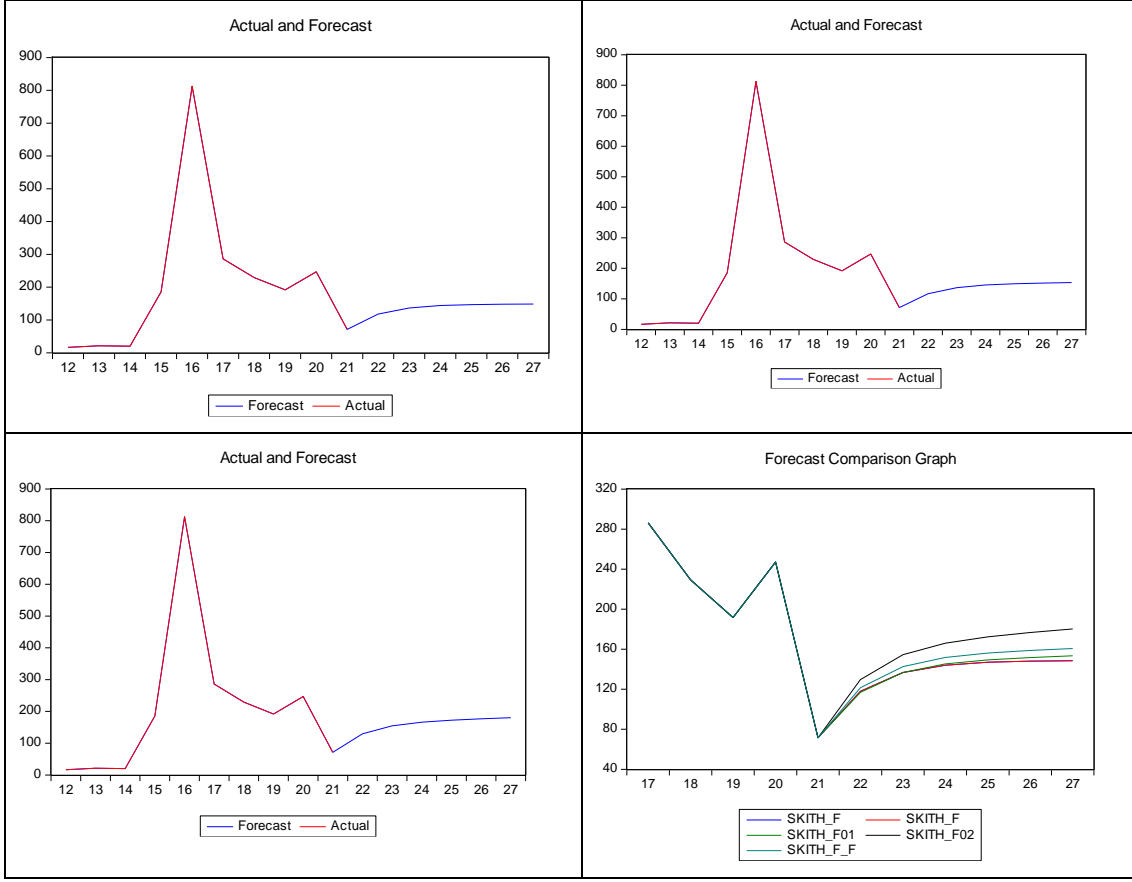 Actual and Forecast
900
800
700
600
500
400
300
200
100
0
12 13 14 15 16 17 18 19 20 21 22 23 24 25 26 27
Forecast Actual
Actual and Forecast
900
800
700
600
500
400
300
200
100
0
12 13 14 15 16 17 18 19 20 21 22 23 24 25 26 27
Forecast Actual
Actual and Forecast
900
800
700
600
500
400
300
200
100
0
12 13 14 15 16 17 18 19 20 21 22 23 24 25 26 27
Forecast Actual
Forecast Comparison Graph
320
280
240
200
160
120
80
40
17 18 19 20 21 22 23 24 25 26 27
SKITH_F SKITH_F
SKITH_F01 SKITH_F02
SKITH_F_F